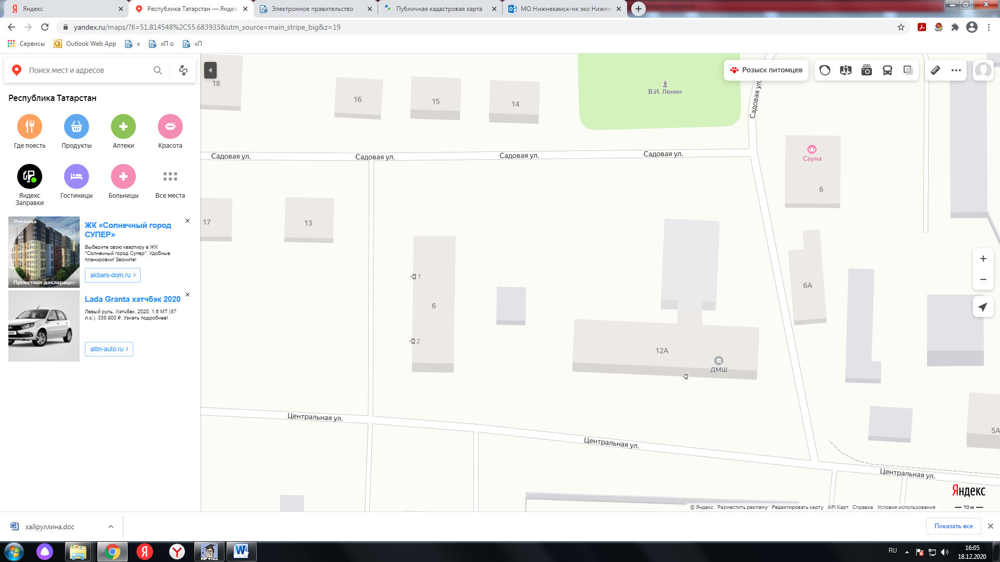 Яндекс
Республика Татарстан — Яндекс
Электронное правительство
Публичная кадастровая карта
МО Нижнекамск-нк эко Нижне
yandex.ru/maps/?ll=51.814548%2C55.683933&utm_source=main_stripe_big&z=19
Сервисы
Outlook Web App
х
хП о
хП
Поиск мест и адресов
Республика Татарстан
Где поесть
Продукты
Аптеки
Красота
Яндекс
Заправки
Гостиницы
Больницы
Все места
Реклама
Проектная декларация
ЖК «Солнечный город
СУПЕР»
Выберите свою квартиру в ЖК
"Солнечный город Супер". Удобные
планировки! Звоните!
akbars-dom.ru
Lada Granta хэтчбэк 2020
Левый руль. Хэтчбек. 2020. 1.6 МТ (87
л.с.). 338 900 ₽. Узнать подробнее!
altin-auto.ru
Розыск питомцев
18
16
15
14
В.И. Ленин
Садовая ул.
Садовая ул.
Садовая ул.
Садовая ул.
Садовая ул.
Сауна
6
17
13
1
6
2
6А
12А
ДМШ
5А
Центральная ул.
Центральная ул.
Центральная ул.
Яндекс
© Яндекс
Разместить рекламу
Редактировать карту
API Карт
Справка
Условия использования
10 м
хайруллина.doc
Показать все
RU
16:05
18.12.2020